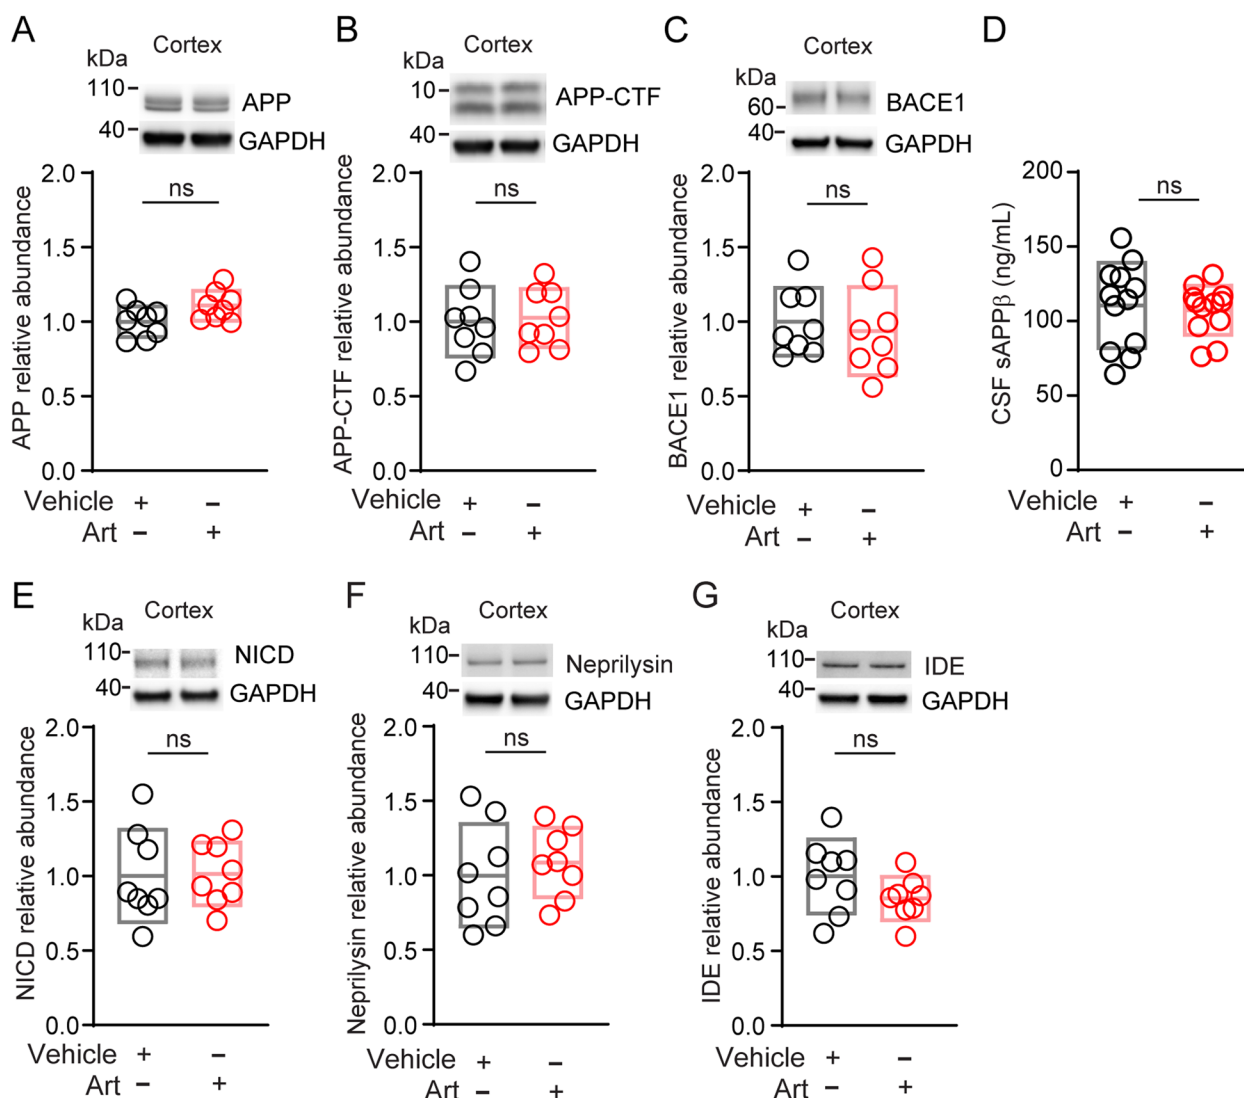 A
kDa
Cortex
110
APP
40
GAPDH
APP relative abundance
2.0
ns
1.5
1.0
0.5
0.0
Vehicle + −
Art − +
B
kDa
Cortex
10
APP-CTF
40
GAPDH
APP-CTF relative abundance
2.0
ns
1.5
1.0
0.5
0.0
+ −
− +
C
kDa
Cortex
60
BACE1
40
GAPDH
BACE1 relative abundance
2.0
ns
1.5
1.0
0.5
0.0
Vehicle + −
Art − +
D
CSF sAPPβ (ng/mL)
200
ns
150
100
50
0
Vehicle + −
Art − +
E
kDa
Cortex
110
NICD
40
GAPDH
NICD relative abundance
2.0
ns
1.5
1.0
0.5
0.0
Vehicle + −
Art − +
F
kDa
Cortex
110
Neprilysin
40
GAPDH
Neprilysin relative abundance
2.0
ns
1.5
1.0
0.5
0.0
Vehicle + −
Art − +
G
kDa
Cortex
110
IDE
40
GAPDH
IDE relative abundance
2.0
ns
1.5
1.0
0.5
0.0
Vehicle + −
Art − +